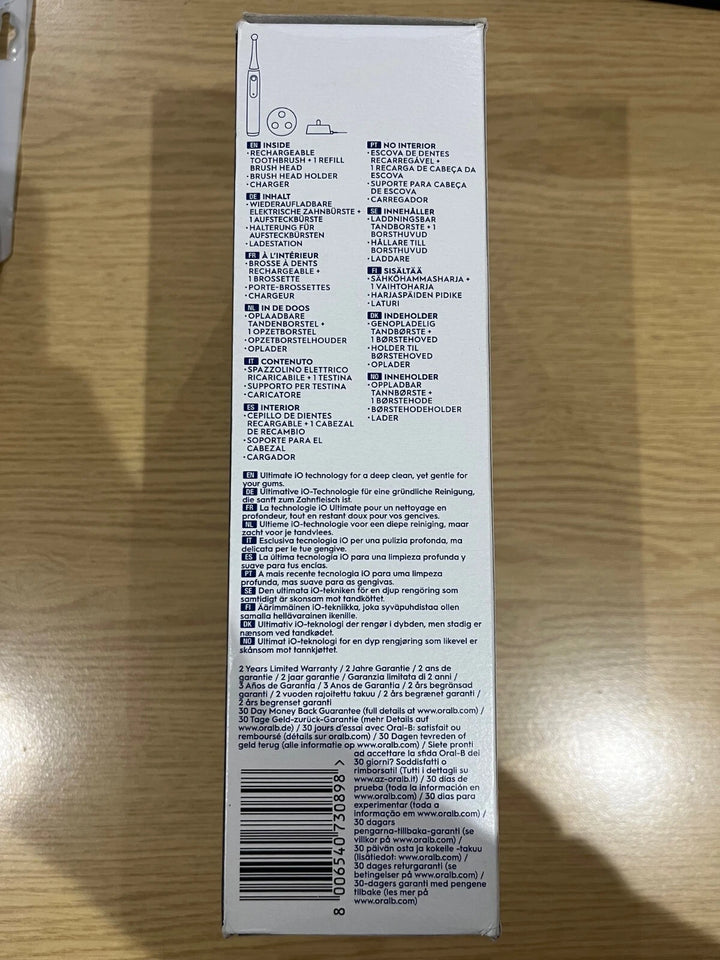 EN INSIDE
·RECHARGEABLE
TOOTHBRUSH + 1 REFILL
BRUSH HEAD
·BRUSH HEAD HOLDER
·CHARGER
DE INHALT
·WIEDERAUFLADBARE
ELEKTRISCHE ZAHNBÜRSTE +
1 AUFSTECKBÜRSTE
·HALTERUNG FÜR
AUFSTECKBÜRSTEN
·LADESTATION
FR À L'INTÉRIEUR
·BROSSE À DENTS
RECHARGEABLE +
1 BROSSETTE
·PORTE-BROSSETTES
·CHARGEUR
NL IN DE DOOS
·OPLAADBARE
TANDENBORSTEL +
1 OPZETBORSTEL
·OPZETBORSTELHOUDER
·OPLADER
IT CONTENUTO
·SPAZZOLINO ELETTRICO
RICARICABILE + 1 TESTINA
·SUPPORTO PER TESTINA
·CARICATORE
ES INTERIOR
·CEPILLO DE DIENTES
RECARGABLE + 1 CABEZAL
DE RECAMBIO
·SOPORTE PARA EL
CABEZAL
·CARGADOR
PT NO INTERIOR
·ESCOVA DE DENTES
RECARREGÁVEL +
1 RECARGA DE CABEÇA DA
ESCOVA
·SUPORTE PARA CABEÇA
DE ESCOVA
·CARREGADOR
SE INNEHÅLLER
·LADDNINGSBAR
TANDBORSTE + 1
BORSTHUVUD
·HÅLLARE TILL
BORSTHUVUD
·LADDARE
FI SISÄLTÄÄ
·SÄHKÖHAMMASHARJA +
1 VAIHTOHARJA
·HARJASPÄIDEN PIDIKE
·LATURI
DK INDEHOLDER
·GENOPLADELIG
TANDBØRSTE +
1 BØRSTEHOVED
·HOLDER TIL
BØRSTEHOVED
·OPLADER
NO INNEHOLDER
·OPPLADBAR
TANNBØRSTE +
1 BØRSTEHODE
·BØRSTEHODEHOLDER
·LADER
EN Ultimate iO technology for a deep clean, yet gentle for
your gums.
DE Ultimative iO-Technologie für eine gründliche Reinigung,
die sanft zum Zahnfleisch ist.
FR La technologie iO Ultimate pour un nettoyage en
profondeur, tout en restant doux pour vos gencives.
NL Ultieme iO-technologie voor een diepe reiniging, maar
zacht voor je tandvlees.
IT Esclusiva tecnologia iO per una pulizia profonda, ma
delicata per le tue gengive.
ES La última tecnología iO para una limpieza profunda y
suave para tus encías.
PT A mais recente tecnologia iO para uma limpeza
profunda, mas suave para as gengivas.
SE Den ultimata iO-tekniken för en djup rengöring som
samtidigt är skonsam mot tandköttet.
FI Äärimmäinen iO-tekniikka, joka syväpuhdistaa ollen
samalla hellävarainen ikenille.
DK Ultimativ iO-teknologi der rengør i dybden, men stadig er
nænsom ved tandkødet.
NO Ultimat iO-teknologi for en dyp rengjøring som likevel er
skånsom mot tannkjøttet.
2 Years Limited Warranty / 2 Jahre Garantie / 2 ans de
garantie / 2 jaar garantie / Garanzia limitata di 2 anni /
3 Años de Garantía / 3 Anos de Garantia / 2 års begränsad
garanti / 2 vuoden rajoitettu takuu / 2 års begrænset garanti /
2 års begrenset garanti
30 Day Money Back Guarantee (full details at www.oralb.com) /
30 Tage Geld-zurück-Garantie (mehr Details auf
www.oralb.de) / 30 jours d'essai avec Oral-B: satisfait ou
remboursé (détails sur oralb.com) / 30 Dagen tevreden of
geld terug (alle informatie op www.oralb.com) / Siete pronti
ad accettare la sfida Oral-B dei
30 giorni? Soddisfatti o
rimborsati! (Tutti i dettagli su
www.az-oralb.it) / 30 días de
prueba (toda la información en
www.oralb.com) / 30 dias para
experimentar (toda a
informação em www.oralb.com) /
30 dagars
pengarna-tillbaka-garanti (se
villkor på www.oralb.com) /
30 päivän osta ja kokeile -takuu
(lisätiedot: www.oralb.com) /
30 dages returgaranti (se
betingelser på www.oralb.com) /
30-dagers garanti med pengene
tilbake (les mer på
www.oralb.com)
8 006540 730898 >